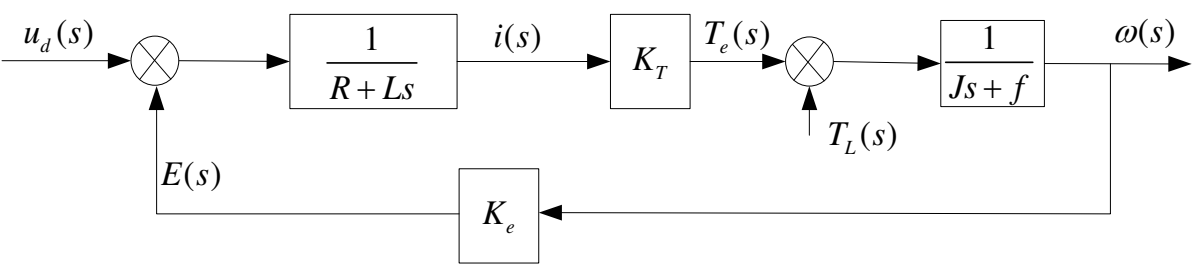 u_d(s)
1
R + Ls
i(s)
K_T
T_e(s)
1
Js + f
ω(s)
T_L(s)
E(s)
K_e